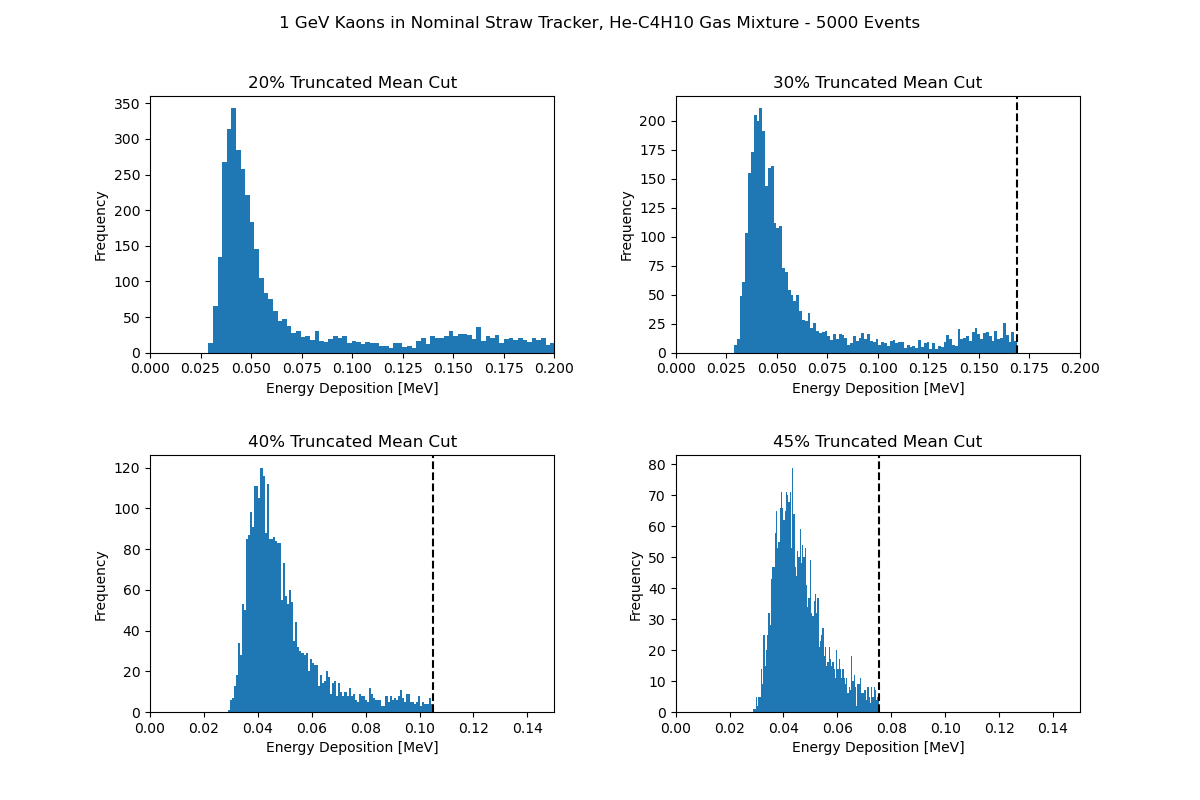 1 GeV Kaons in Nominal Straw Tracker, He-C4H10 Gas Mixture - 5000 Events
20% Truncated Mean Cut
350
300
250
200
150
100
50
0
Frequency
0.000 0.025 0.050 0.075 0.100 0.125 0.150 0.175 0.200
Energy Deposition [MeV]
30% Truncated Mean Cut
200
175
150
125
100
75
50
25
0
Frequency
0.000 0.025 0.050 0.075 0.100 0.125 0.150 0.175 0.200
Energy Deposition [MeV]
40% Truncated Mean Cut
120
100
80
60
40
20
0
Frequency
0.00 0.02 0.04 0.06 0.08 0.10 0.12 0.14
Energy Deposition [MeV]
45% Truncated Mean Cut
80
70
60
50
40
30
20
10
0
Frequency
0.00 0.02 0.04 0.06 0.08 0.10 0.12 0.14
Energy Deposition [MeV]